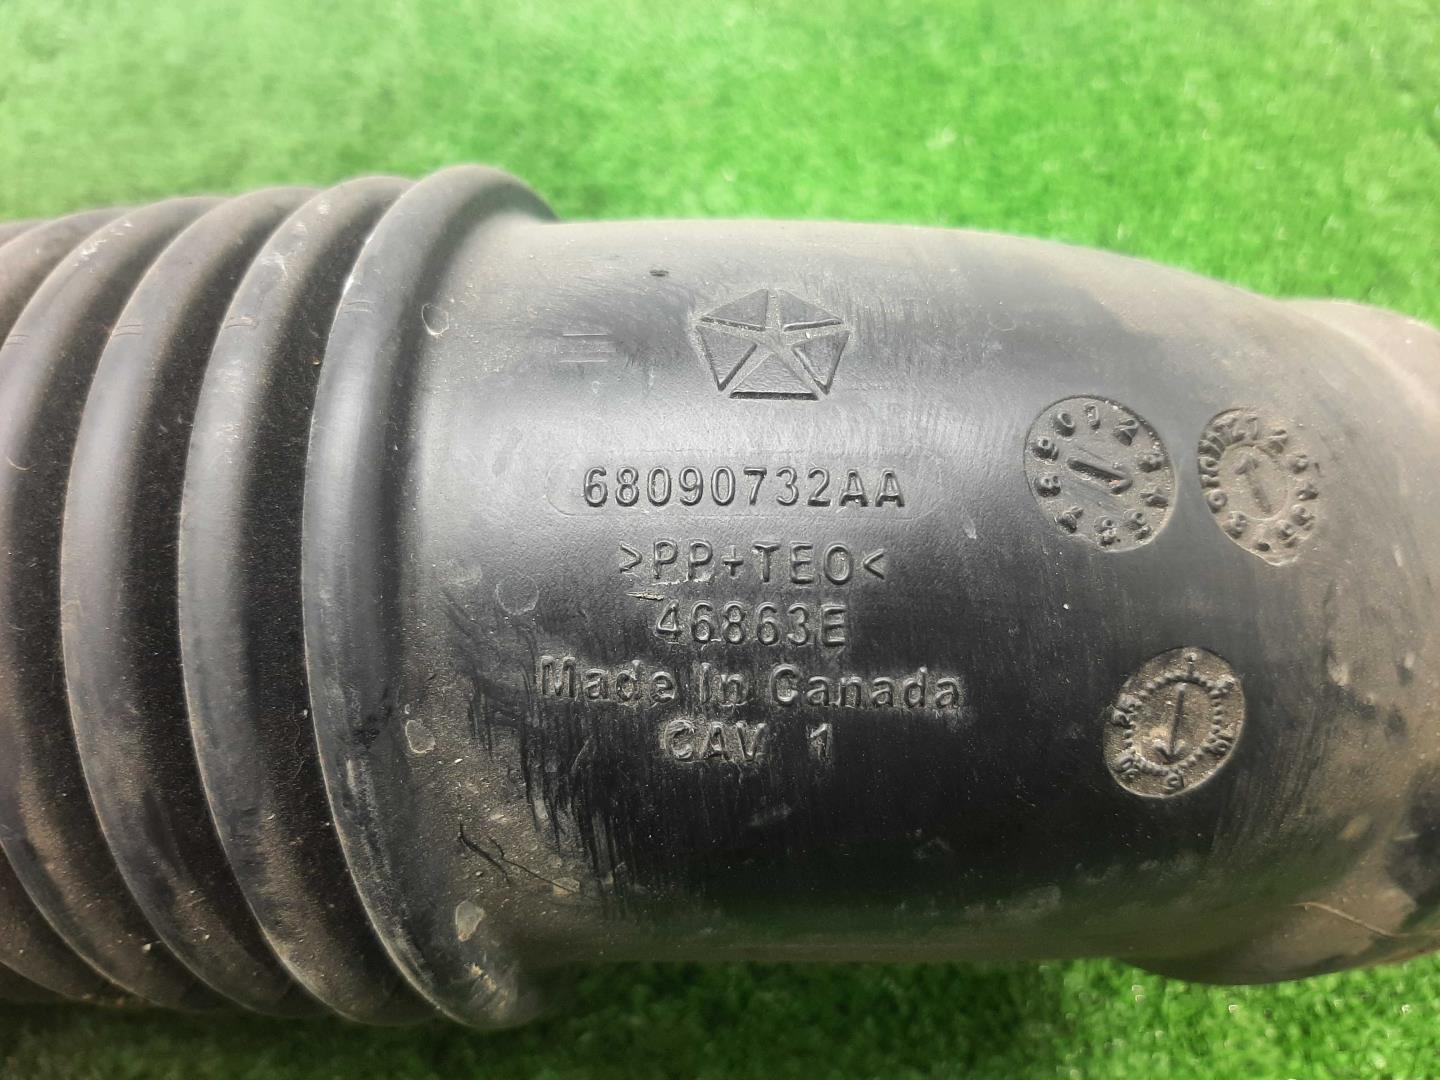 68090732AA
>PP+TEO<
46863E
Made In Canada
CAV 1